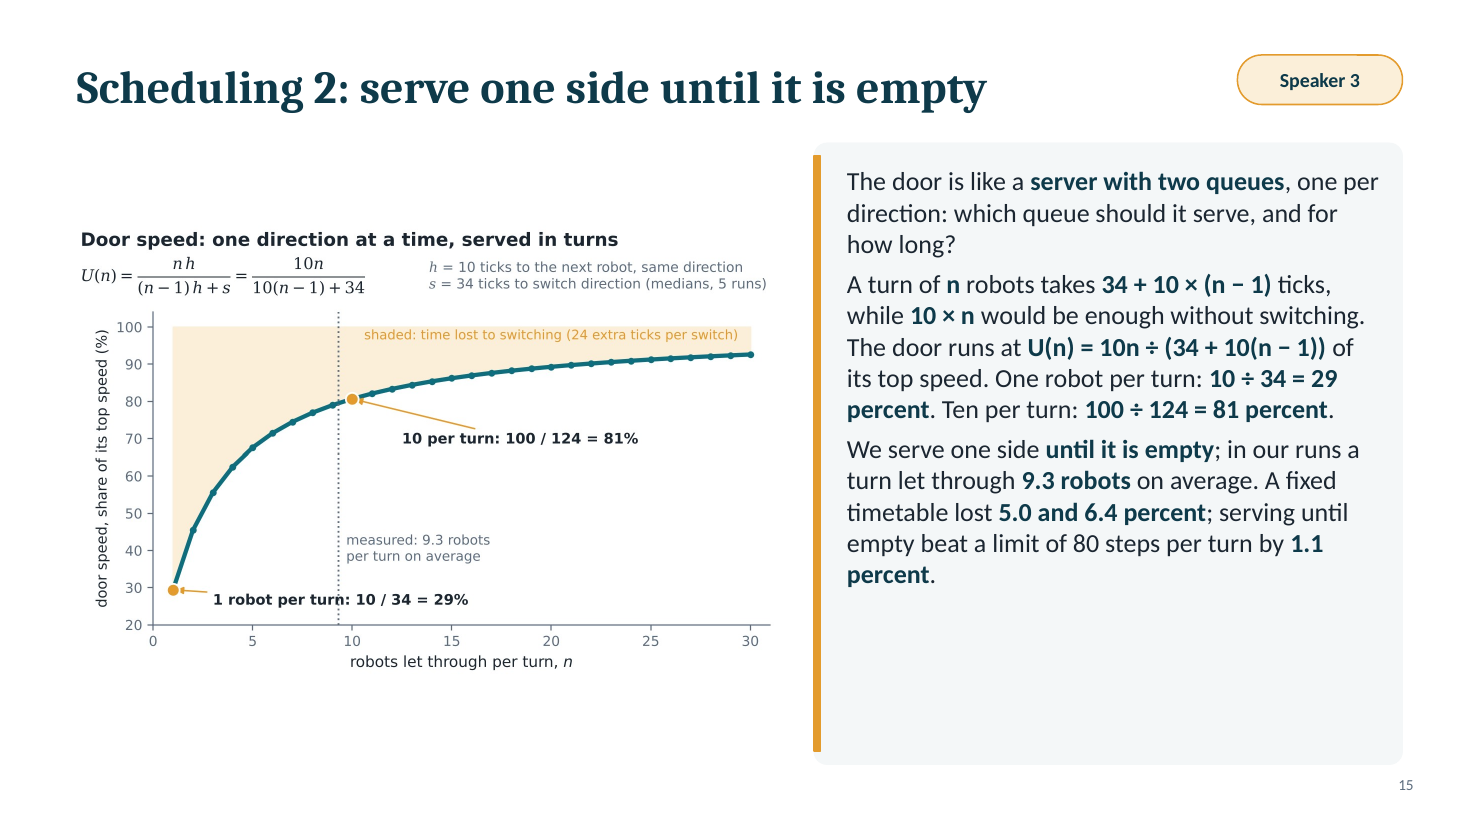 Scheduling 2: serve one side until it is empty
Speaker 3
Door speed: one direction at a time, served in turns
U(n) = n h / ((n − 1) h + s) = 10n / (10(n − 1) + 34)
h = 10 ticks to the next robot, same direction
s = 34 ticks to switch direction (medians, 5 runs)
shaded: time lost to switching (24 extra ticks per switch)
door speed, share of its top speed (%)
100
90
80
70
60
50
40
30
20
10 per turn: 100 / 124 = 81%
measured: 9.3 robots
per turn on average
1 robot per turn: 10 / 34 = 29%
0 5 10 15 20 25 30
robots let through per turn, n
The door is like a server with two queues, one per
direction: which queue should it serve, and for
how long?
A turn of n robots takes 34 + 10 × (n − 1) ticks,
while 10 × n would be enough without switching.
The door runs at U(n) = 10n ÷ (34 + 10(n − 1)) of
its top speed. One robot per turn: 10 ÷ 34 = 29
percent. Ten per turn: 100 ÷ 124 = 81 percent.
We serve one side until it is empty; in our runs a
turn let through 9.3 robots on average. A fixed
timetable lost 5.0 and 6.4 percent; serving until
empty beat a limit of 80 steps per turn by 1.1
percent.
15